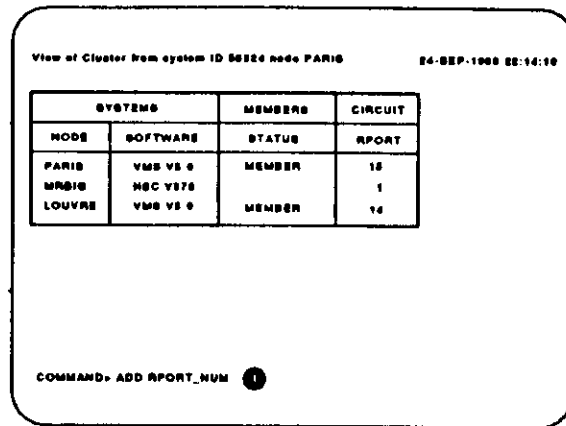 View of Cluster from system ID 56324 node PARIS 24-SEP-1988 22:14:10
SYSTEMS MEMBERS CIRCUIT
NODE SOFTWARE STATUS RPORT
PARIS VMS V5.0 MEMBER 15
MRBIG HSC V375 1
LOUVRE VMS V5.0 MEMBER 14
COMMAND> ADD RPORT_NUM 1